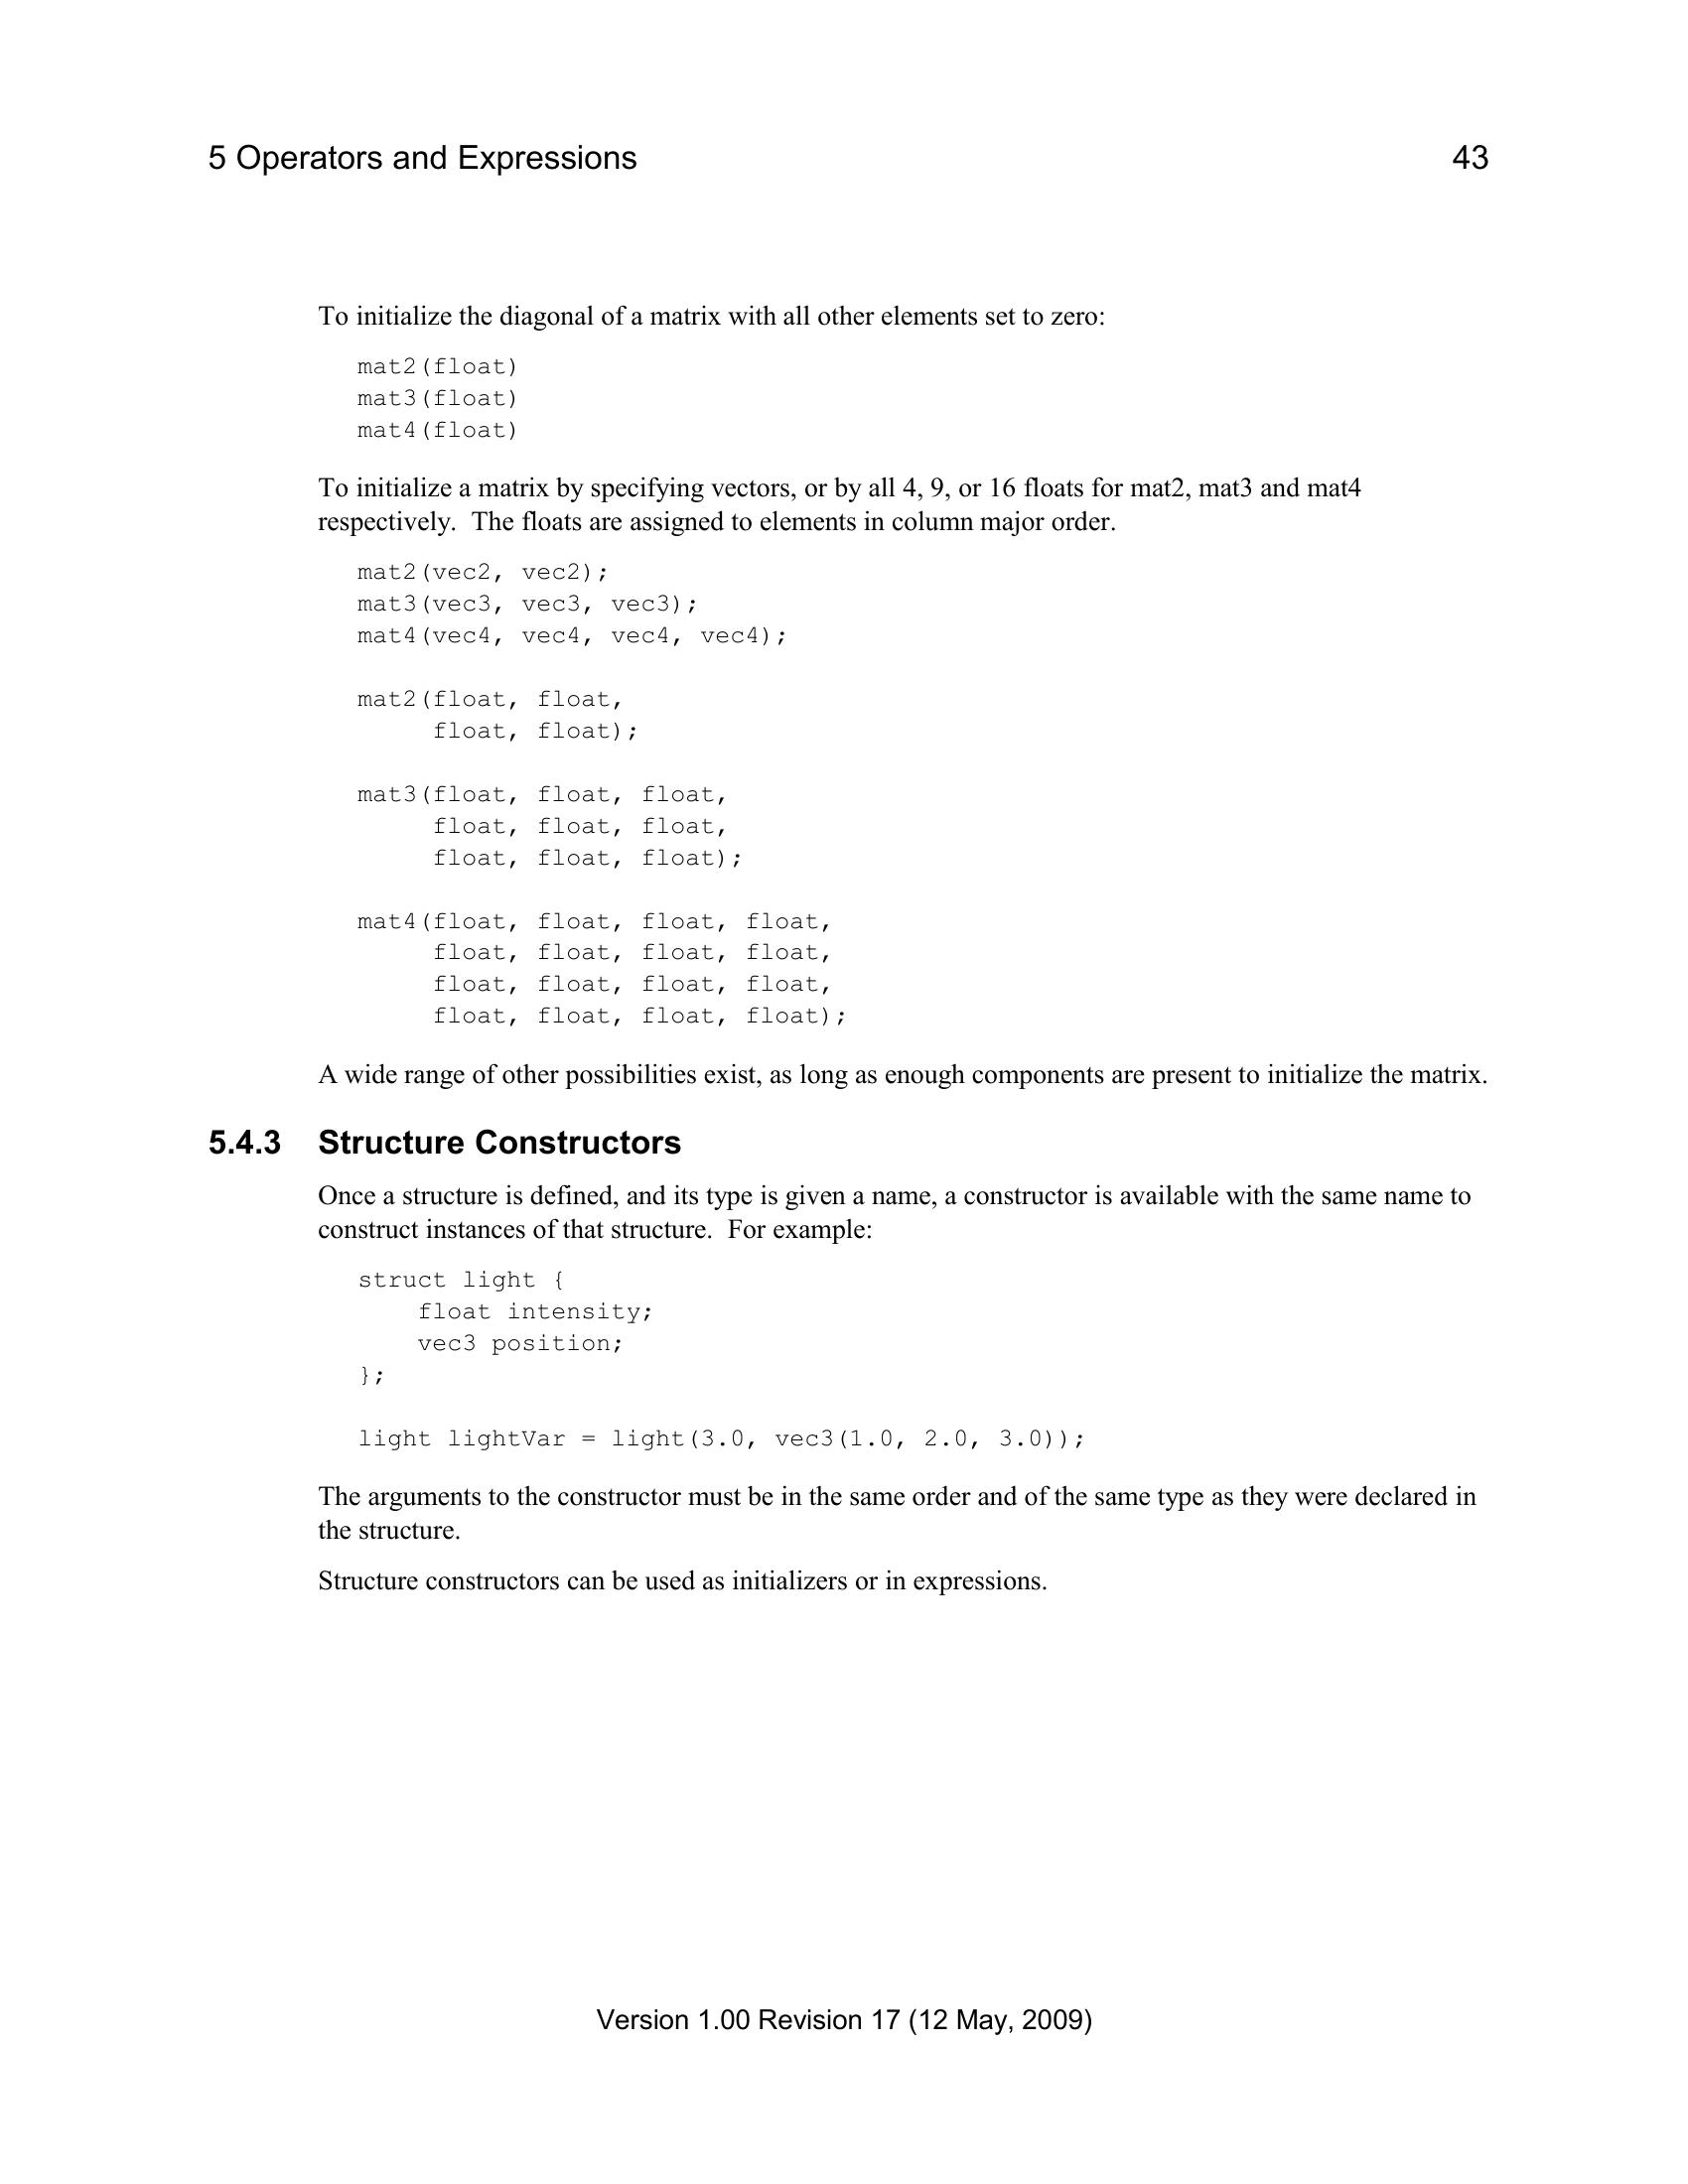 5 Operators and Expressions 43
To initialize the diagonal of a matrix with all other elements set to zero:
mat2(float)
mat3(float)
mat4(float)
To initialize a matrix by specifying vectors, or by all 4, 9, or 16 floats for mat2, mat3 and mat4
respectively.  The floats are assigned to elements in column major order.
mat2(vec2, vec2);
mat3(vec3, vec3, vec3);
mat4(vec4, vec4, vec4, vec4);
mat2(float, float,
     float, float);
mat3(float, float, float,
     float, float, float,
     float, float, float);
mat4(float, float, float, float,
     float, float, float, float,
     float, float, float, float,
     float, float, float, float);
A wide range of other possibilities exist, as long as enough components are present to initialize the matrix.
5.4.3 Structure Constructors
Once a structure is defined, and its type is given a name, a constructor is available with the same name to
construct instances of that structure.  For example:
struct light {
    float intensity;
    vec3 position;
};
light lightVar = light(3.0, vec3(1.0, 2.0, 3.0));
The arguments to the constructor must be in the same order and of the same type as they were declared in
the structure.
Structure constructors can be used as initializers or in expressions.
Version 1.00 Revision 17 (12 May, 2009)